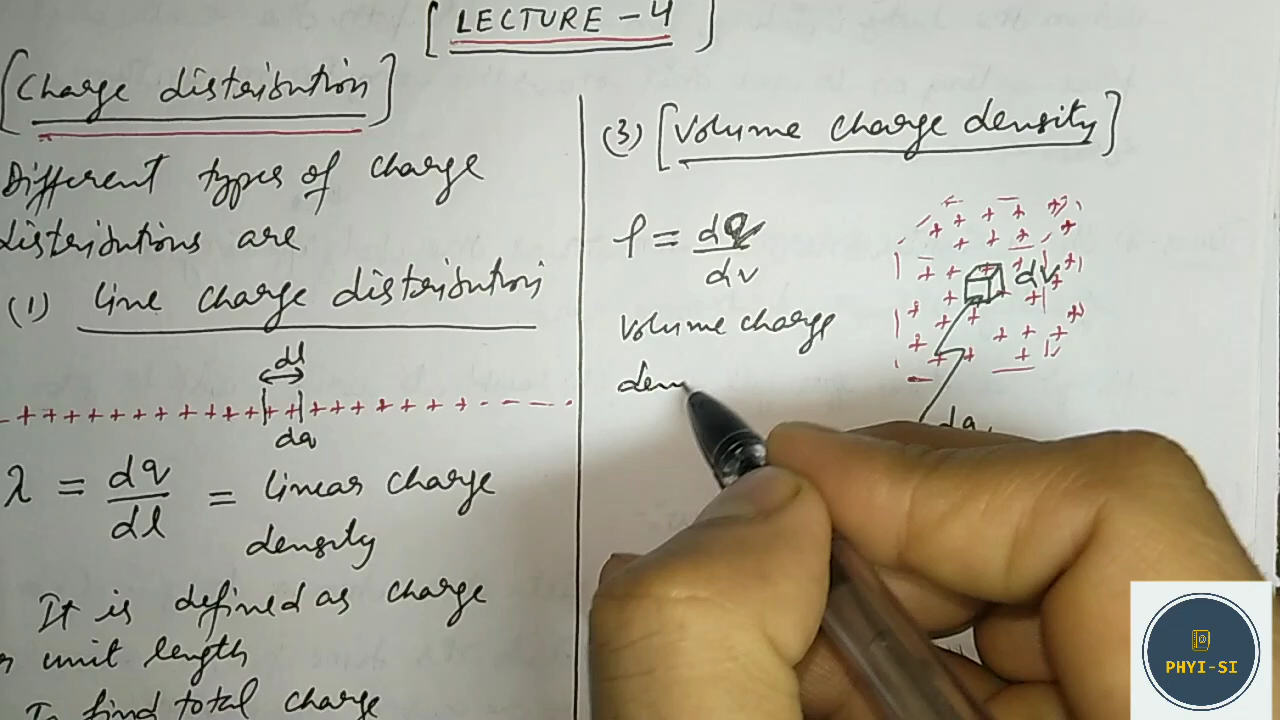 [LECTURE - 4]
[Charge distribution]
Different types of charge
distributions are
(1) line charge distribution
dl
+ + + + + + + + + + + + + + + + + + + + - - - -
dq
λ = dq/dl = linear charge
density
It is defined as charge
unit length
To find total charge
(3) [Volume charge density]
ρ = dq/dv
dv
Volume charge
den
dq
PHYI-SI